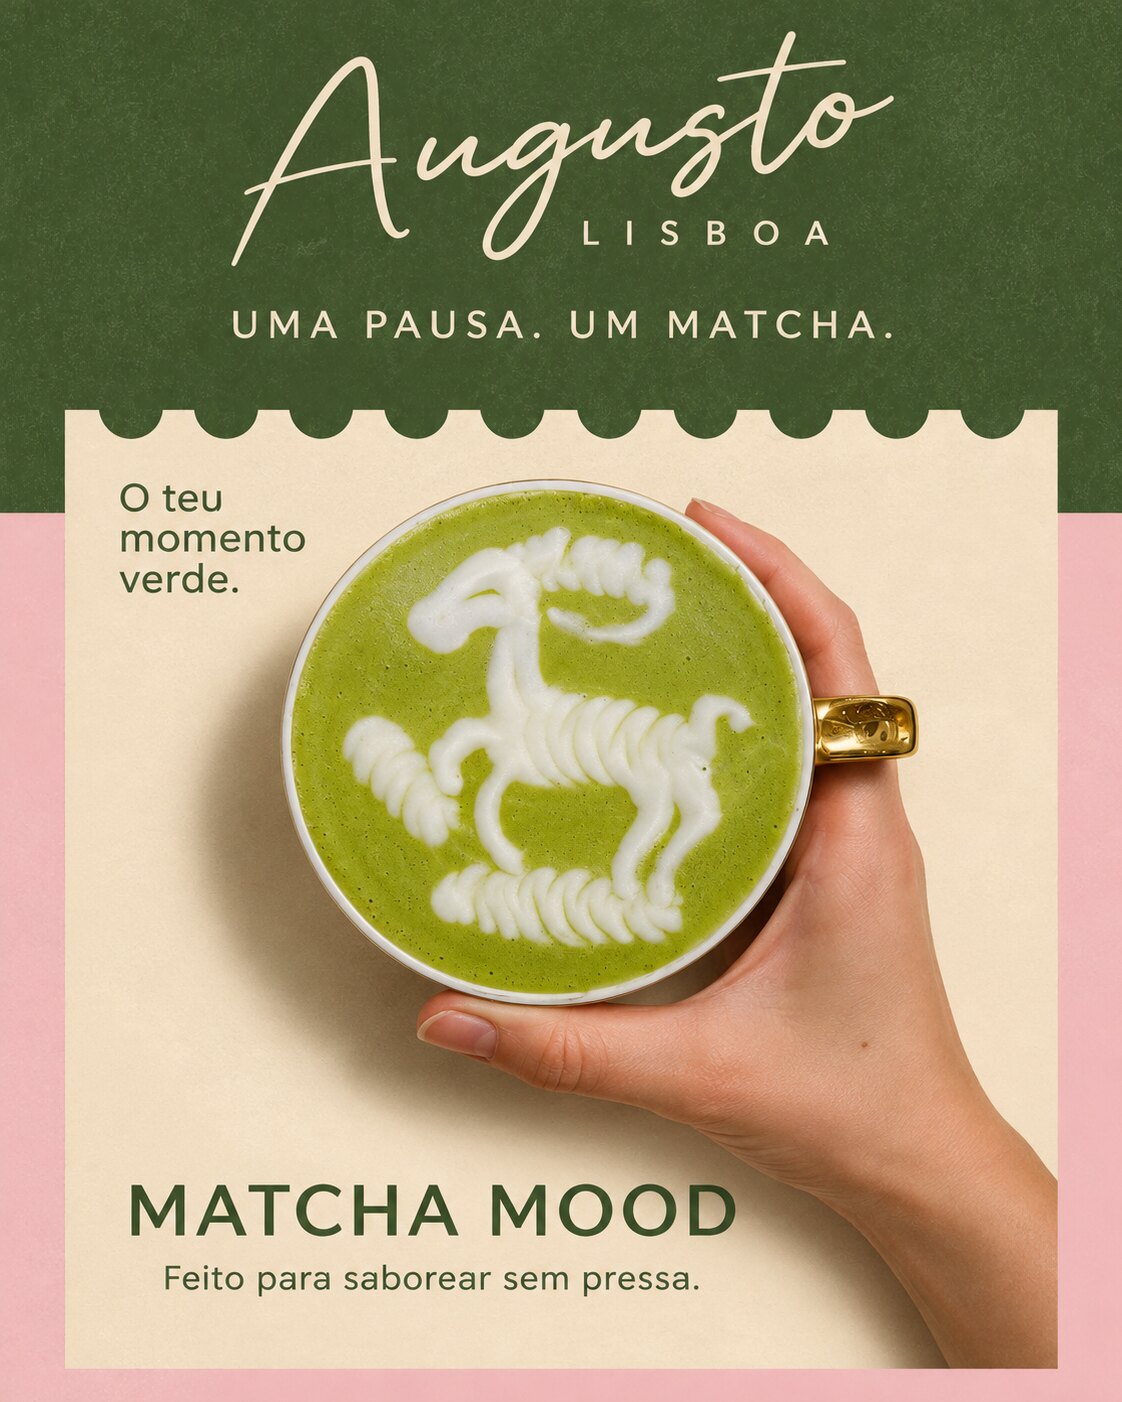 Augusto
LISBOA
UMA PAUSA. UM MATCHA.
O teu
momento
verde.
MATCHA MOOD
Feito para saborear sem pressa.